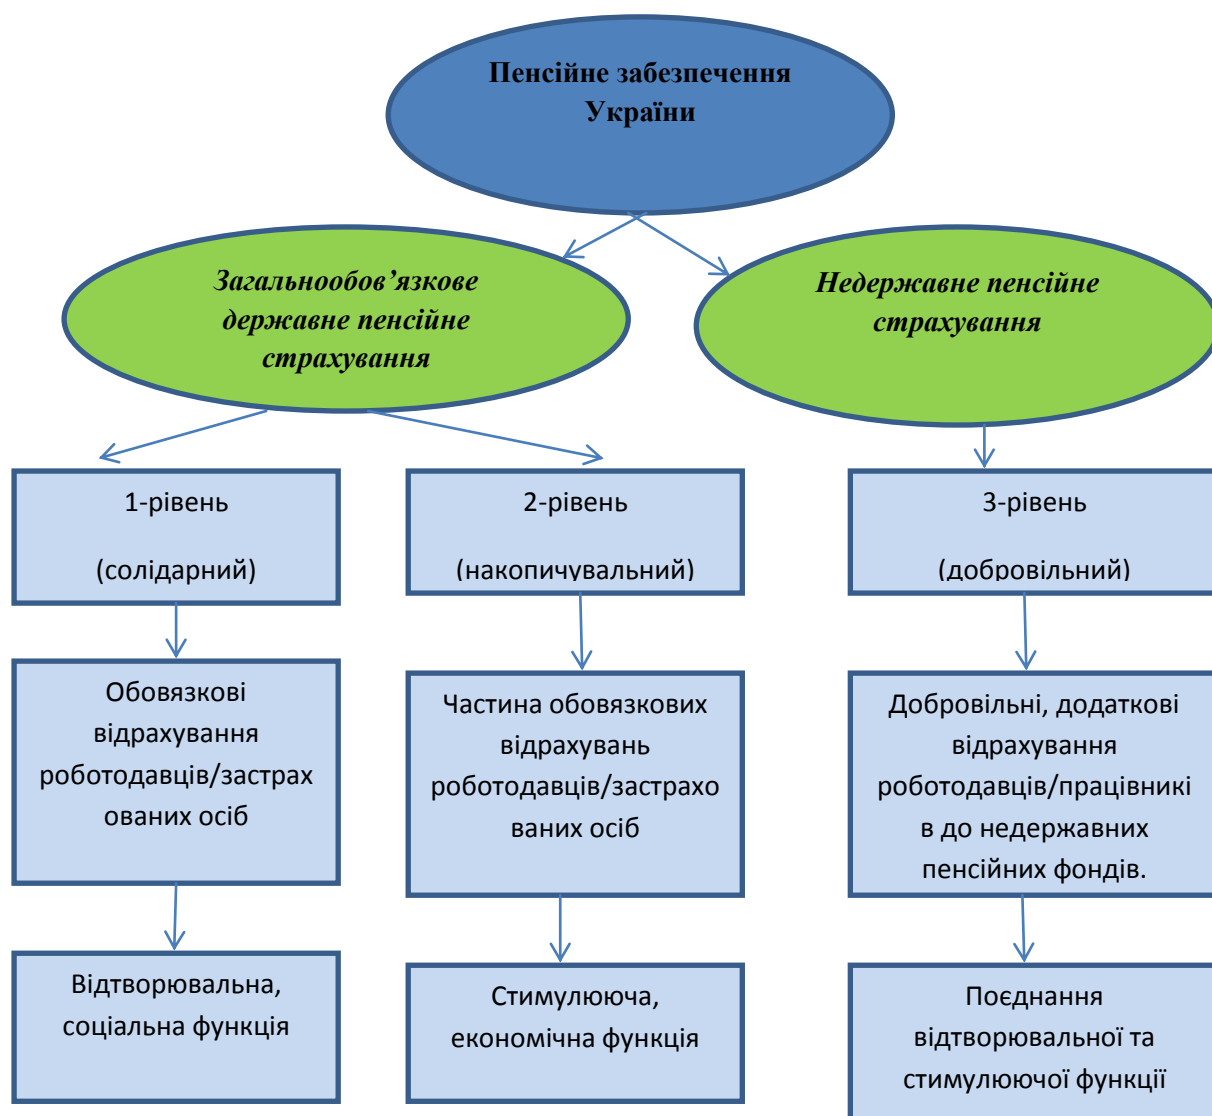 Пенсійне забезпечення
України
Загальнообов’язкове
державне пенсійне
страхування
Недержавне пенсійне
страхування
1-рівень
(солідарний)
2-рівень
(накопичувальний)
3-рівень
(добровільний)
Обовязкові
відрахування
роботодавців/застрах
ованих осіб
Частина обовязкових
відрахувань
роботодавців/застрахо
ваних осіб
Добровільні, додаткові
відрахування
роботодавців/працівникі
в до недержавних
пенсійних фондів.
Відтворювальна,
соціальна функція
Стимулююча,
економічна функція
Поєднання
відтворювальної та
стимулюючої функції